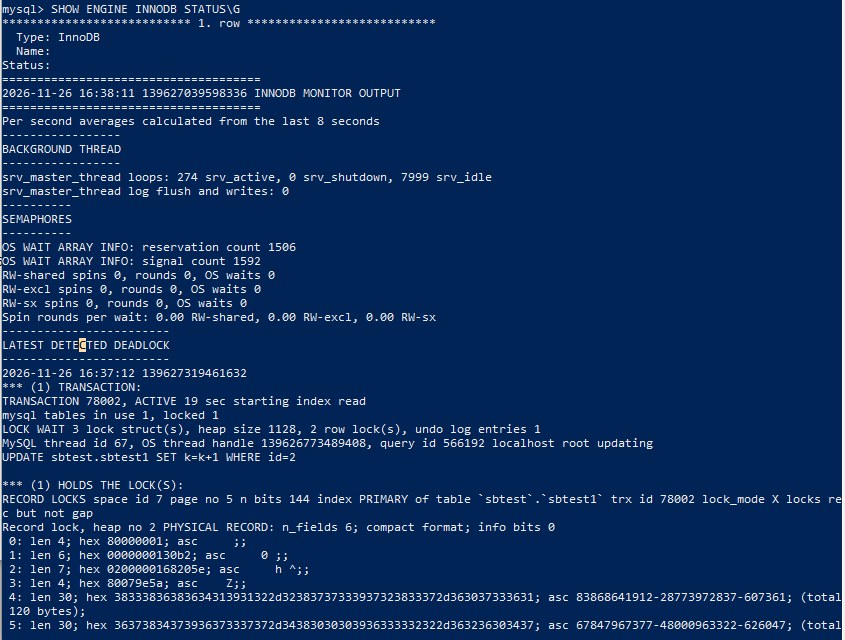 mysql> SHOW ENGINE INNODB STATUS\G
*************************** 1. row ***************************
  Type: InnoDB
  Name:
Status:
=====================================
2026-11-26 16:38:11 139627039598336 INNODB MONITOR OUTPUT
=====================================
Per second averages calculated from the last 8 seconds
-----------------
BACKGROUND THREAD
-----------------
srv_master_thread loops: 274 srv_active, 0 srv_shutdown, 7999 srv_idle
srv_master_thread log flush and writes: 0
----------
SEMAPHORES
----------
OS WAIT ARRAY INFO: reservation count 1506
OS WAIT ARRAY INFO: signal count 1592
RW-shared spins 0, rounds 0, OS waits 0
RW-excl spins 0, rounds 0, OS waits 0
RW-sx spins 0, rounds 0, OS waits 0
Spin rounds per wait: 0.00 RW-shared, 0.00 RW-excl, 0.00 RW-sx
------------------------
LATEST DETECTED DEADLOCK
------------------------
2026-11-26 16:37:12 139627319461632
*** (1) TRANSACTION:
TRANSACTION 78002, ACTIVE 19 sec starting index read
mysql tables in use 1, locked 1
LOCK WAIT 3 lock struct(s), heap size 1128, 2 row lock(s), undo log entries 1
MySQL thread id 67, OS thread handle 139626773489408, query id 566192 localhost root updating
UPDATE sbtest.sbtest1 SET k=k+1 WHERE id=2

*** (1) HOLDS THE LOCK(S):
RECORD LOCKS space id 7 page no 5 n bits 144 index PRIMARY of table `sbtest`.`sbtest1` trx id 78002 lock_mode X locks re
c but not gap
Record lock, heap no 2 PHYSICAL RECORD: n_fields 6; compact format; info bits 0
 0: len 4; hex 80000001; asc     ;;
 1: len 6; hex 0000000130b2; asc     0 ;;
 2: len 7; hex 0200000168205e; asc     h ^;;
 3: len 4; hex 80079e5a; asc    Z;;
 4: len 30; hex 38333836383634313931322d32383737333937323833372d363037333631; asc 83868641912-28773972837-607361; (total
120 bytes);
 5: len 30; hex 36373834373936373337372d34383030303936333332322d363236303437; asc 67847967377-48000963322-626047; (total